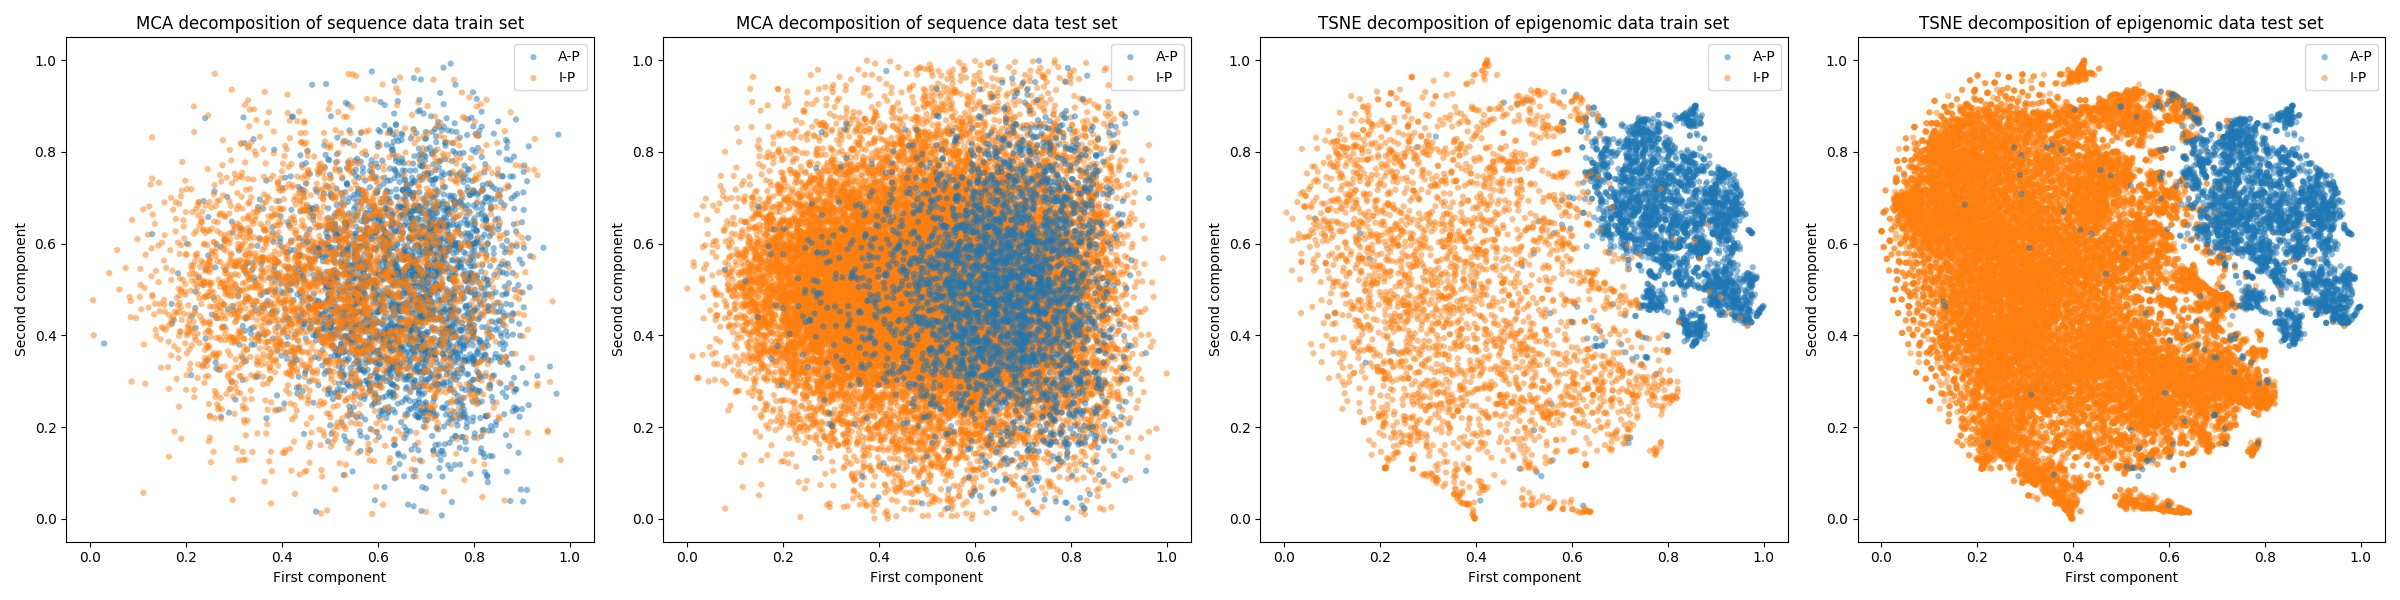 MCA decomposition of sequence data train set
A-P
I-P
1.0
0.8
0.6
0.4
0.2
0.0
Second component
0.0 0.2 0.4 0.6 0.8 1.0
First component
MCA decomposition of sequence data test set
A-P
I-P
1.0
0.8
0.6
0.4
0.2
0.0
Second component
0.0 0.2 0.4 0.6 0.8 1.0
First component
TSNE decomposition of epigenomic data train set
A-P
I-P
1.0
0.8
0.6
0.4
0.2
0.0
Second component
0.0 0.2 0.4 0.6 0.8 1.0
First component
TSNE decomposition of epigenomic data test set
A-P
I-P
1.0
0.8
0.6
0.4
0.2
0.0
Second component
0.0 0.2 0.4 0.6 0.8 1.0
First component